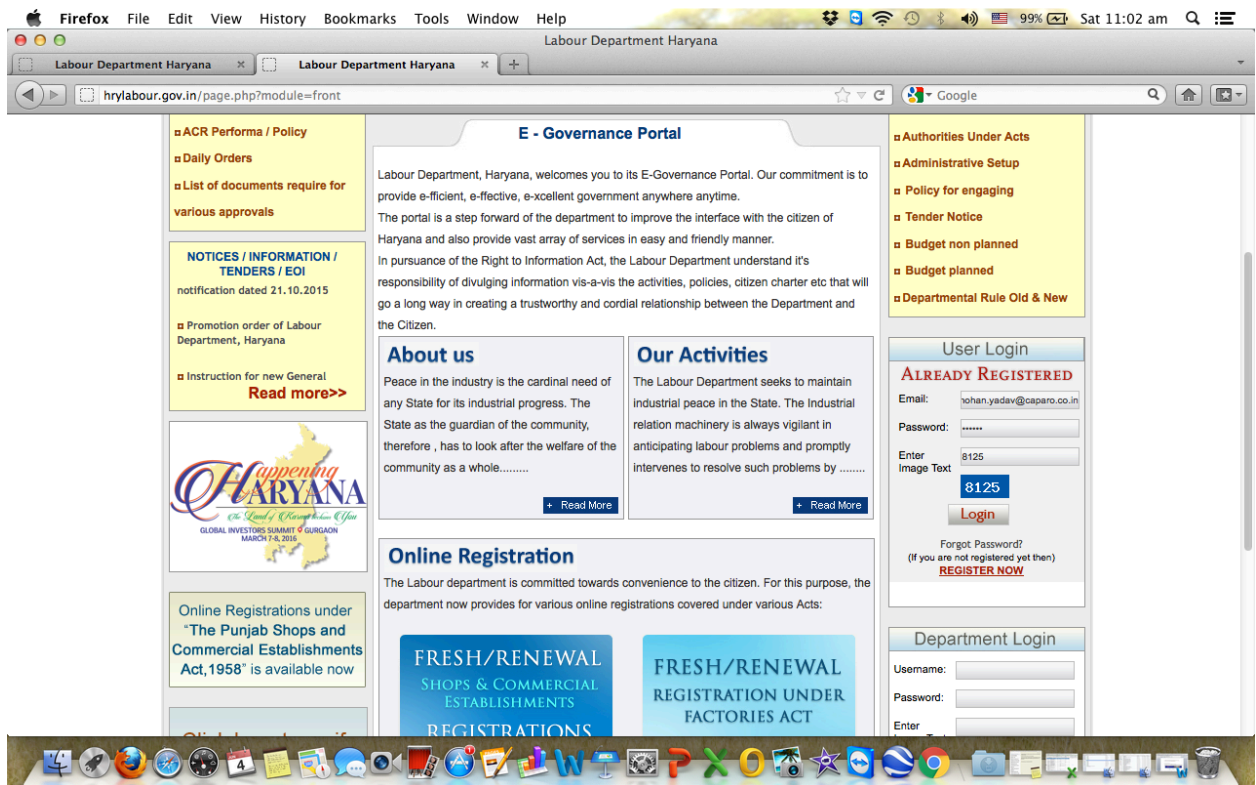 Firefox File Edit View History Bookmarks Tools Window Help
99%
Sat 11:02 am
Labour Department Haryana
Labour Department Haryana
Labour Department Haryana
hrylabour.gov.in/page.php?module=front
Google
ACR Performa / Policy
Daily Orders
List of documents require for
various approvals
NOTICES / INFORMATION /
TENDERS / EOI
notification dated 21.10.2015
Promotion order of Labour
Department, Haryana
Instruction for new General
Read more>>
Happening
HARYANA
GLOBAL INVESTORS SUMMIT GURGAON
MARCH 7-8, 2016
Online Registrations under
"The Punjab Shops and
Commercial Establishments
Act,1958" is available now
E - Governance Portal
Labour Department, Haryana, welcomes you to its E-Governance Portal. Our commitment is to
provide e-fficient, e-ffective, e-xcellent government anywhere anytime.
The portal is a step forward of the department to improve the interface with the citizen of
Haryana and also provide vast array of services in easy and friendly manner.
In pursuance of the Right to Information Act, the Labour Department understand it's
responsibility of divulging information vis-a-vis the activities, policies, citizen charter etc that will
go a long way in creating a trustworthy and cordial relationship between the Department and
the Citizen.
About us
Peace in the industry is the cardinal need of
any State for its industrial progress. The
State as the guardian of the community,
therefore , has to look after the welfare of the
community as a whole.........
+ Read More
Our Activities
The Labour Department seeks to maintain
industrial peace in the State. The Industrial
relation machinery is always vigilant in
anticipating labour problems and promptly
intervenes to resolve such problems by ........
+ Read More
Online Registration
The Labour department is committed towards convenience to the citizen. For this purpose, the
department now provides for various online registrations covered under various Acts:
FRESH/RENEWAL
SHOPS & COMMERCIAL
ESTABLISHMENTS
REGISTRATIONS
FRESH/RENEWAL
REGISTRATION UNDER
FACTORIES ACT
Authorities Under Acts
Administrative Setup
Policy for engaging
Tender Notice
Budget non planned
Budget planned
Departmental Rule Old & New
User Login
ALREADY REGISTERED
Email: ohan.yadav@caparo.co.in
Password: ••••••
Enter
Image Text
8125
8125
Login
Forgot Password?
(If you are not registered yet then)
REGISTER NOW
Department Login
Username:
Password:
Enter